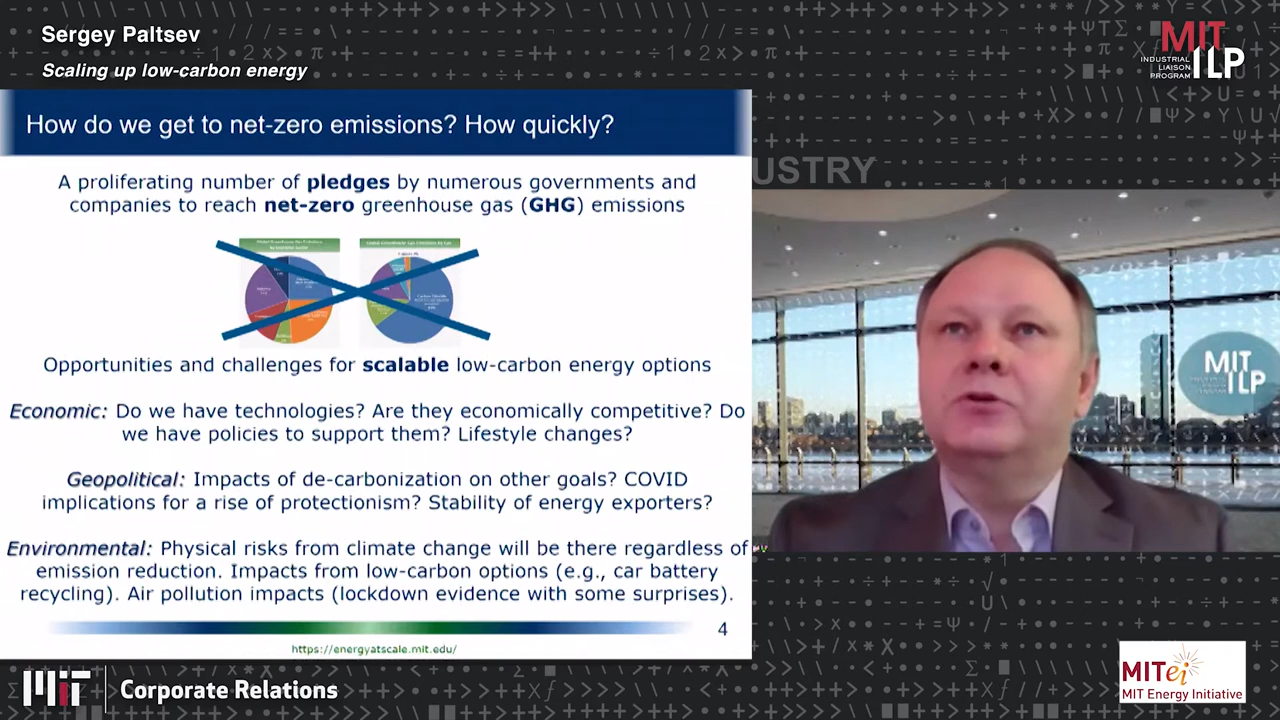 Sergey Paltsev
Scaling up low-carbon energy
MIT
INDUSTRIAL
LIAISON
PROGRAM
ILP
How do we get to net-zero emissions? How quickly?
A proliferating number of pledges by numerous governments and
companies to reach net-zero greenhouse gas (GHG) emissions
Opportunities and challenges for scalable low-carbon energy options
Economic: Do we have technologies? Are they economically competitive? Do
we have policies to support them? Lifestyle changes?
Geopolitical: Impacts of de-carbonization on other goals? COVID
implications for a rise of protectionism? Stability of energy exporters?
Environmental: Physical risks from climate change will be there regardless of
emission reduction. Impacts from low-carbon options (e.g., car battery
recycling). Air pollution impacts (lockdown evidence with some surprises).
4
https://energyatscale.mit.edu/
USTRY
MIT
ILP
MIT
Corporate Relations
MITei
MIT Energy Initiative